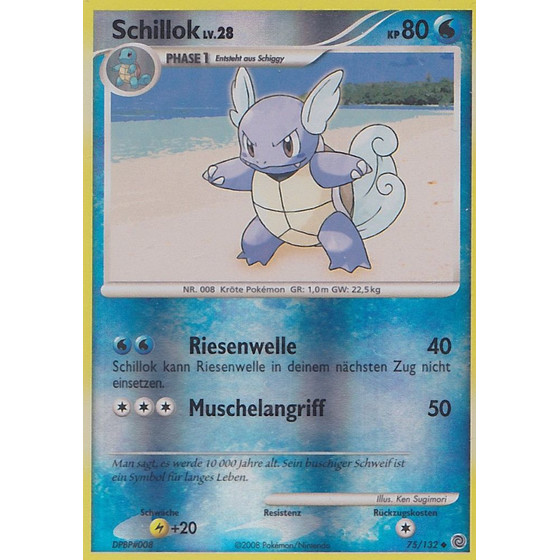 Schillok LV.28 KP 80
PHASE 1 Entsteht aus Schiggy
NR. 008 Kröte Pokémon GR: 1,0m GW: 22,5kg
Riesenwelle 40
Schillok kann Riesenwelle in deinem nächsten Zug nicht
einsetzen.
Muschelangriff 50
Man sagt, es werde 10 000 Jahre alt. Sein buschiger Schweif ist
ein Symbol für langes Leben.
Illus. Ken Sugimori
Schwäche Resistenz Rückzugskosten
+20
DPBP#008 ©2008 Pokémon/Nintendo 75/132